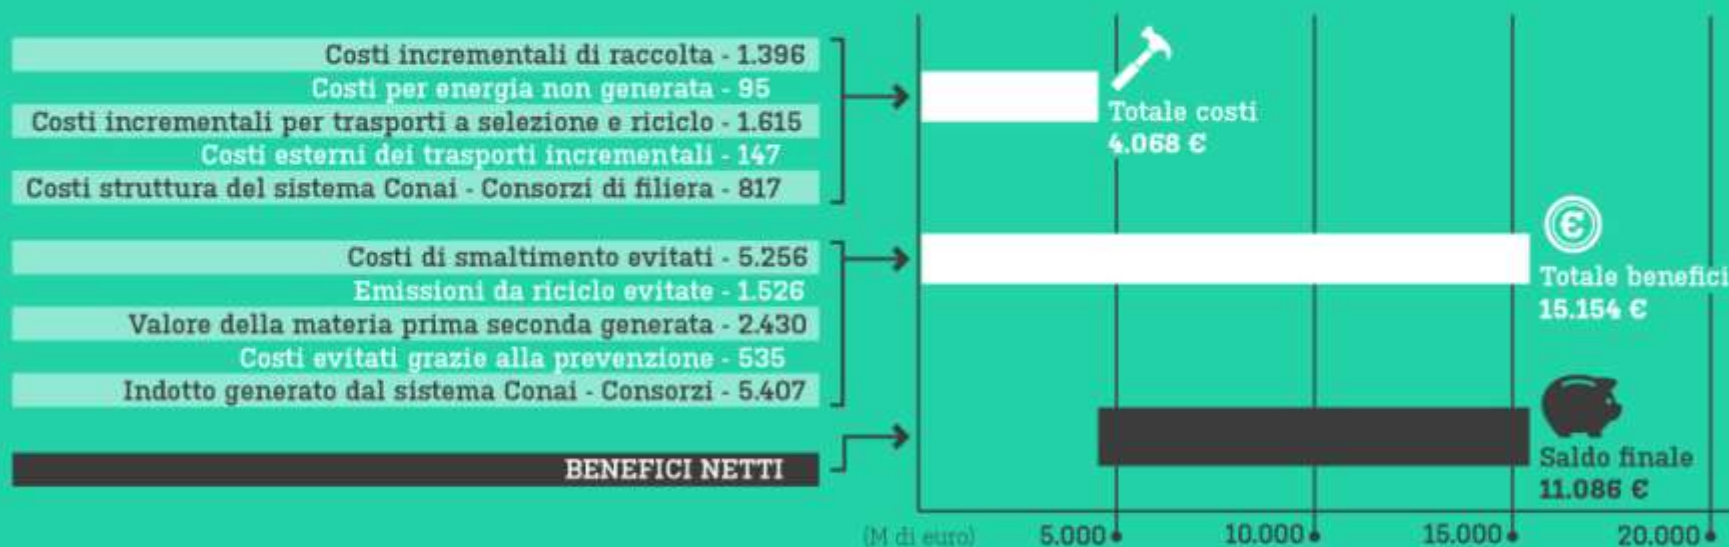 Costi incrementali di raccolta - 1.396
Costi per energia non generata - 95
Costi incrementali per trasporti a selezione e riciclo - 1.615
Costi esterni dei trasporti incrementali - 147
Costi struttura del sistema Conai - Consorzi di filiera - 817
Totale costi
4.068 €
Costi di smaltimento evitati - 5.256
Emissioni da riciclo evitate - 1.526
Valore della materia prima seconda generata - 2.430
Costi evitati grazie alla prevenzione - 535
Indotto generato dal sistema Conai - Consorzi - 5.407
€
Totale benefici
15.154 €
BENEFICI NETTI
Saldo finale
11.086 €
(M di euro) 5.000 10.000 15.000 20.000